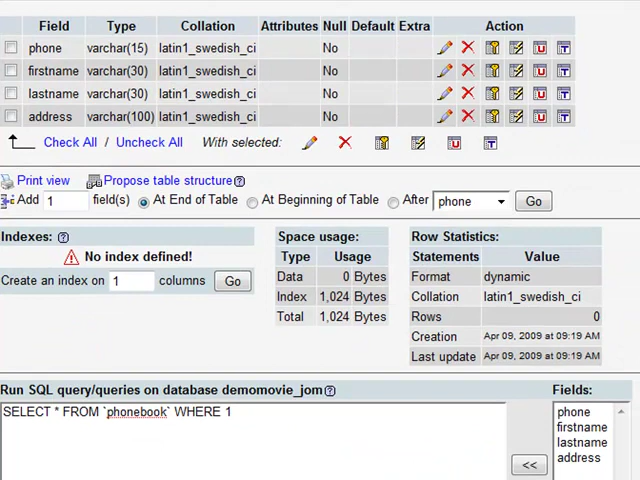 Field Type Collation Attributes Null Default Extra Action
phone varchar(15) latin1_swedish_ci No
firstname varchar(30) latin1_swedish_ci No
lastname varchar(30) latin1_swedish_ci No
address varchar(100) latin1_swedish_ci No
Check All / Uncheck All With selected:
Print view Propose table structure
Add 1 field(s) At End of Table At Beginning of Table After phone Go
Indexes:
No index defined!
Create an index on 1 columns Go
Space usage:
Type Usage
Data 0 Bytes
Index 1,024 Bytes
Total 1,024 Bytes
Row Statistics:
Statements Value
Format dynamic
Collation latin1_swedish_ci
Rows 0
Creation Apr 09, 2009 at 09:19 AM
Last update Apr 09, 2009 at 09:19 AM
Run SQL query/queries on database demomovie_jom
SELECT * FROM `phonebook` WHERE 1
<<
Fields:
phone
firstname
lastname
address